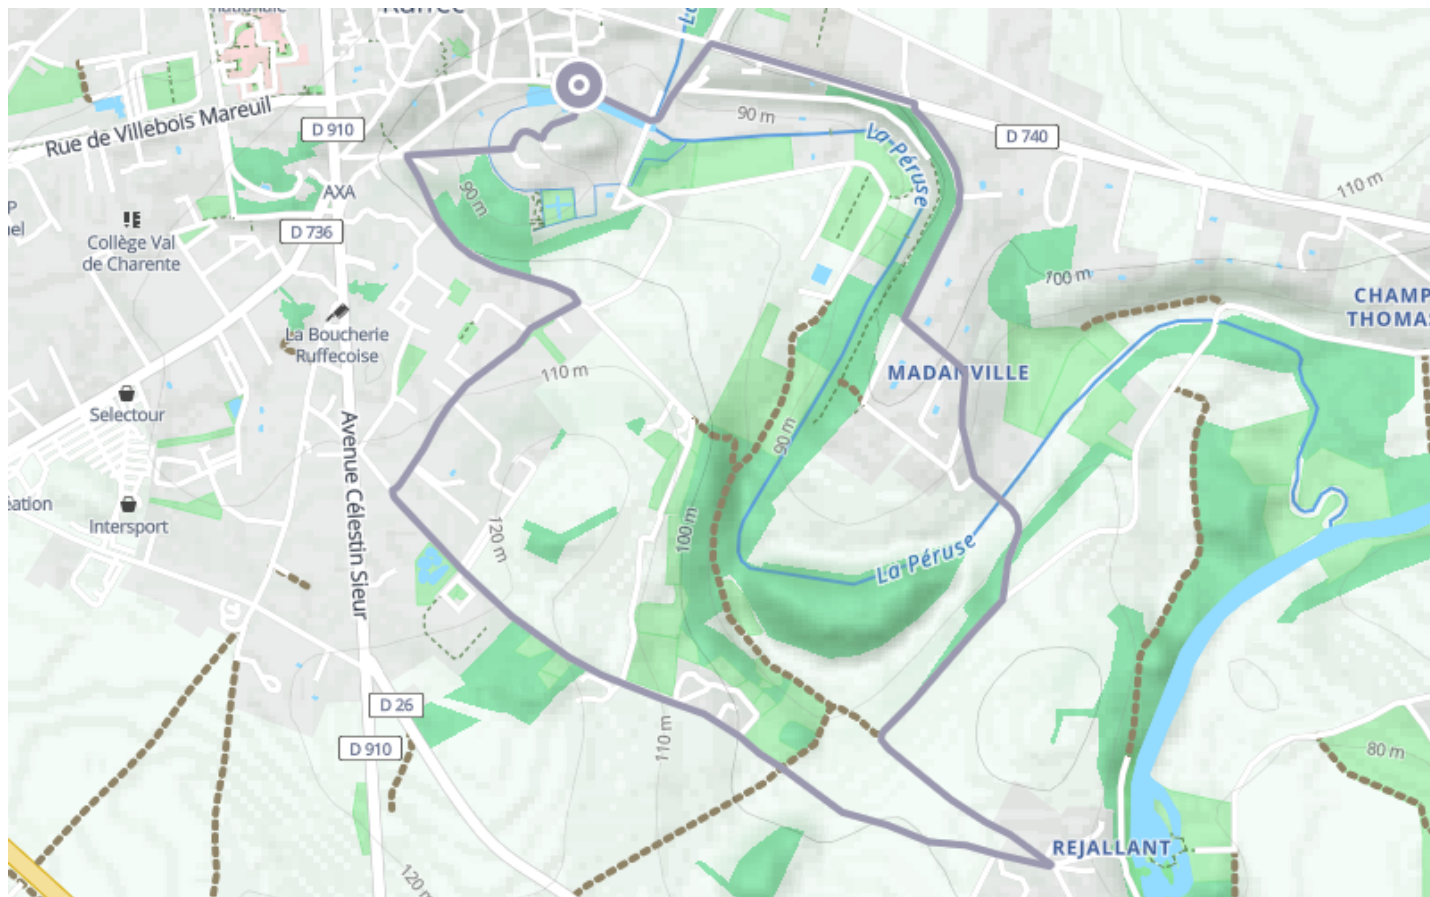 D 910
Rue de Villebois Mareuil
90 m
D 740
La Péruse
AXA
90 m
110 m
Collège Val
de Charente
D 736
100 m
CHAMP
THOMAS
La Boucherie
Ruffecoise
110 m
MADANVILLE
Selectour
Avenue Célestin Sieur
90 m
Intersport
120 m
100 m
La Péruse
D 26
D 910
110 m
80 m
REJALLANT
120 m